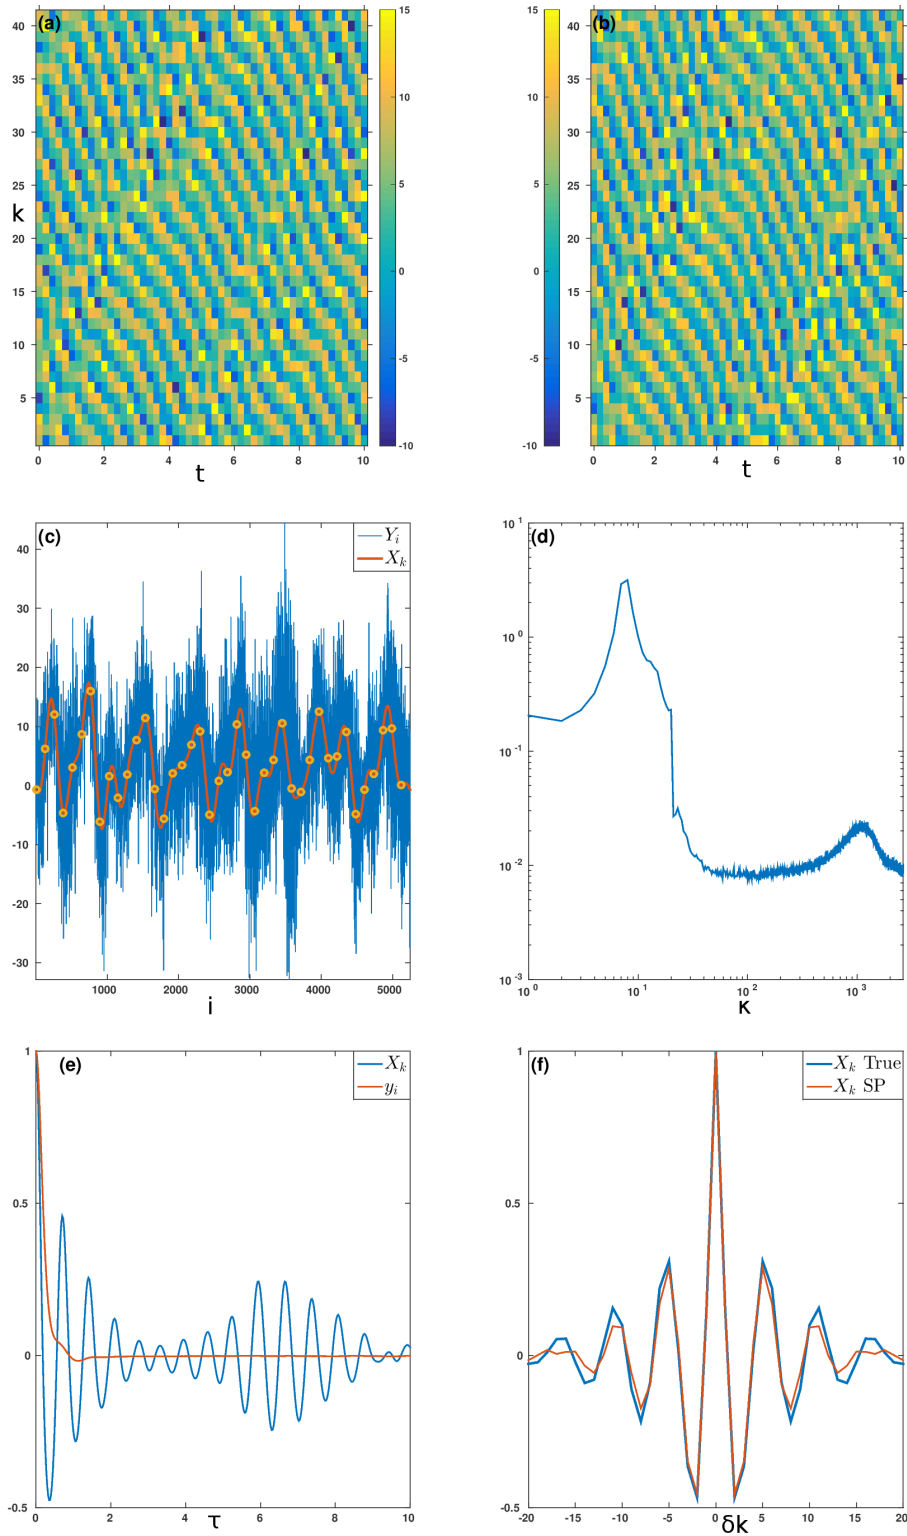 (a)
40
35
30
25
k
20
15
10
5
0 2 4 6 8 10
t
15
10
5
0
-5
-10
15
10
5
0
-5
-10
(b)
40
35
30
25
20
15
10
5
0 2 4 6 8 10
t
(c)
Y_i
X_k
40
30
20
10
0
-10
-20
-30
1000 2000 3000 4000 5000
i
(d)
10^1
10^0
10^-1
10^-2
10^-3
10^0 10^1 10^2 10^3
κ
(e)
X_k
y_i
1
0.5
0
-0.5
0 2 4 6 8 10
τ
(f)
X_k True
X_k SP
1
0.5
0
-0.5
-20 -15 -10 -5 0 5 10 15 20
δk